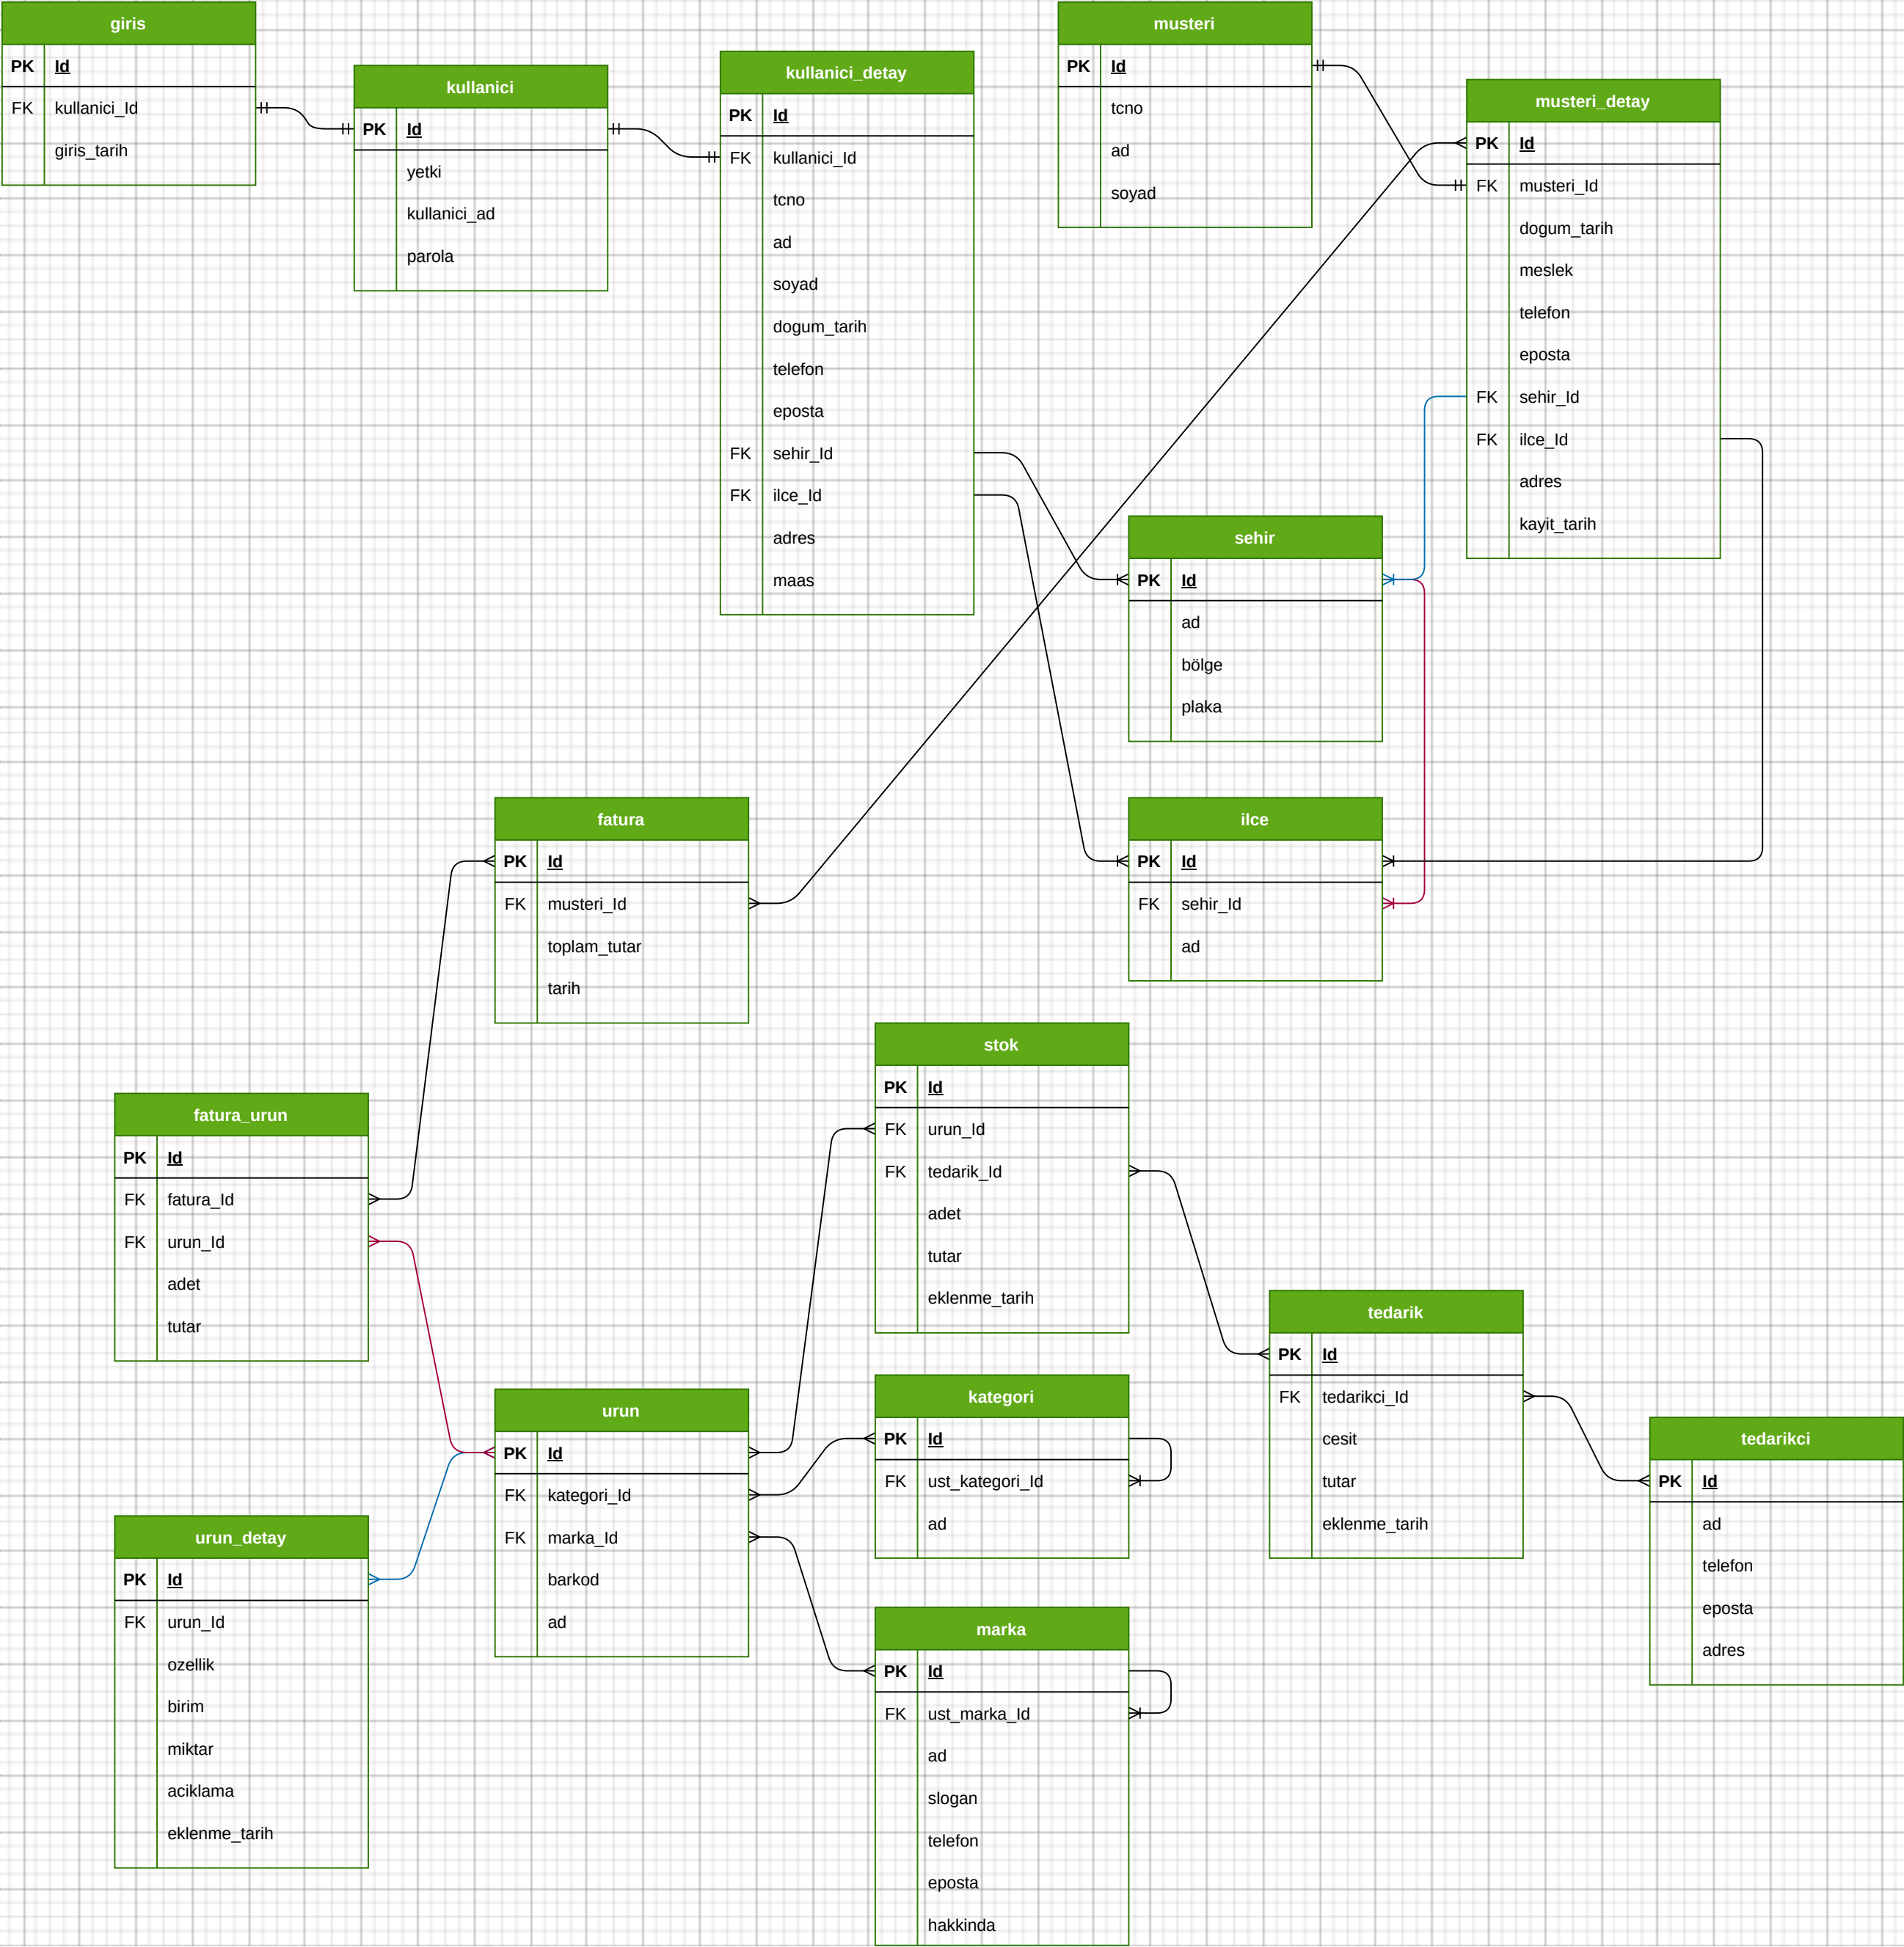 giris
PK Id
FK kullanici_Id
giris_tarih
kullanici
PK Id
yetki
kullanici_ad
parola
kullanici_detay
PK Id
FK kullanici_Id
tcno
ad
soyad
dogum_tarih
telefon
eposta
FK sehir_Id
FK ilce_Id
adres
maas
musteri
PK Id
tcno
ad
soyad
musteri_detay
PK Id
FK musteri_Id
dogum_tarih
meslek
telefon
eposta
FK sehir_Id
FK ilce_Id
adres
kayit_tarih
sehir
PK Id
ad
bölge
plaka
ilce
PK Id
FK sehir_Id
ad
fatura
PK Id
FK musteri_Id
toplam_tutar
tarih
fatura_urun
PK Id
FK fatura_Id
FK urun_Id
adet
tutar
stok
PK Id
FK urun_Id
FK tedarik_Id
adet
tutar
eklenme_tarih
tedarik
PK Id
FK tedarikci_Id
cesit
tutar
eklenme_tarih
tedarikci
PK Id
ad
telefon
eposta
adres
urun
PK Id
FK kategori_Id
FK marka_Id
barkod
ad
kategori
PK Id
FK ust_kategori_Id
ad
urun_detay
PK Id
FK urun_Id
ozellik
birim
miktar
aciklama
eklenme_tarih
marka
PK Id
FK ust_marka_Id
ad
slogan
telefon
eposta
hakkinda